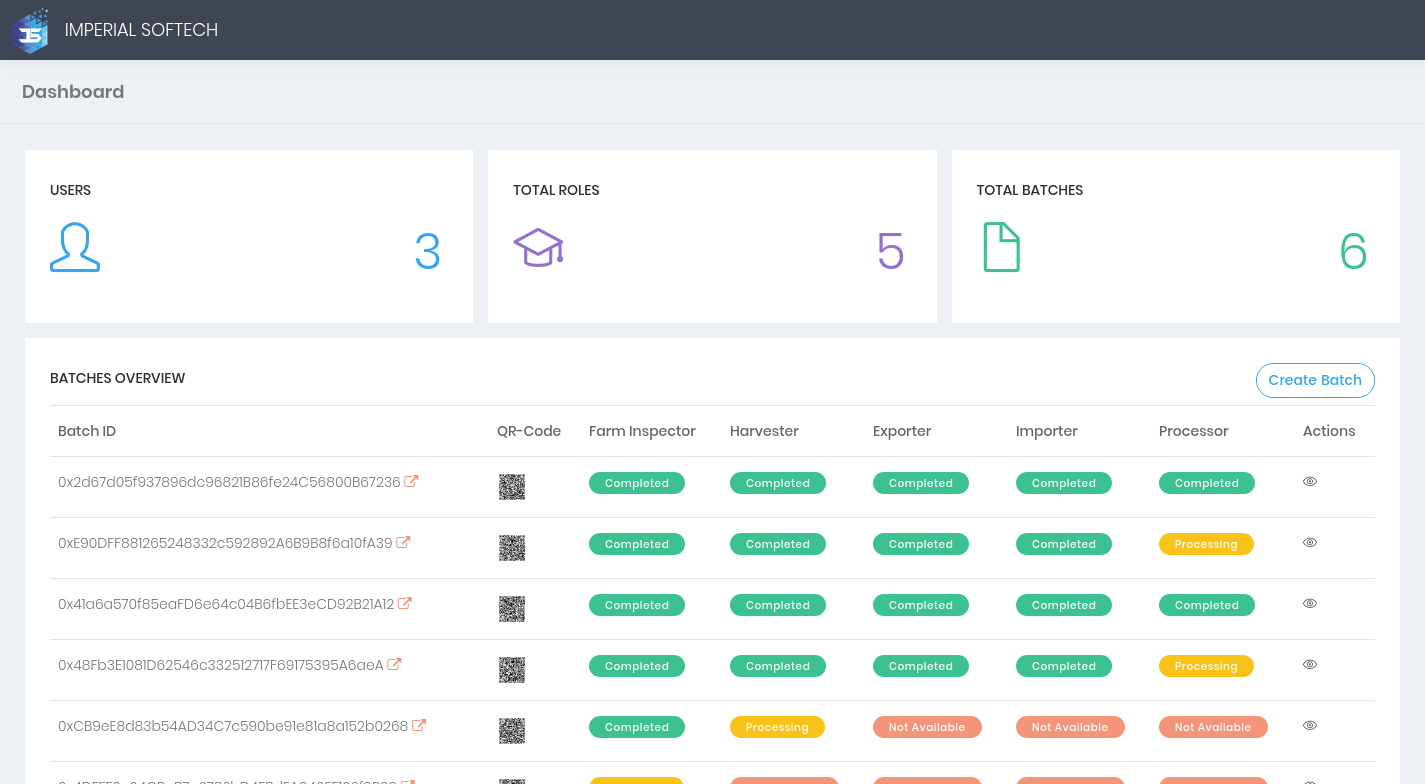 IMPERIAL SOFTECH
Dashboard
USERS
3
TOTAL ROLES
5
TOTAL BATCHES
6
BATCHES OVERVIEW
Create Batch
Batch ID QR-Code Farm Inspector Harvester Exporter Importer Processor Actions
0x2d67d05f937896dc96821B86fe24C56800B67236 Completed Completed Completed Completed Completed
0xE90DFF881265248332c592892A6B9B8f6a10fA39 Completed Completed Completed Completed Processing
0x41a6a570f85eaFD6e64c04B6fbEE3eCD92B21A12 Completed Completed Completed Completed Completed
0x48Fb3E1081D62546c332512717F69175395A6aeA Completed Completed Completed Completed Processing
0xCB9eE8d83b54AD34C7c590be91e81a8a152b0268 Completed Processing Not Available Not Available Not Available